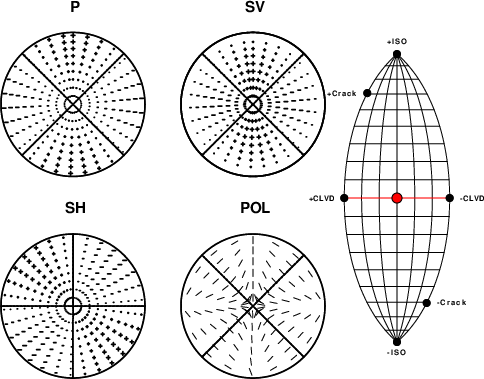 P
SV
SH
POL
+ISO
+Crack
+CLVD
-CLVD
-Crack
-ISO